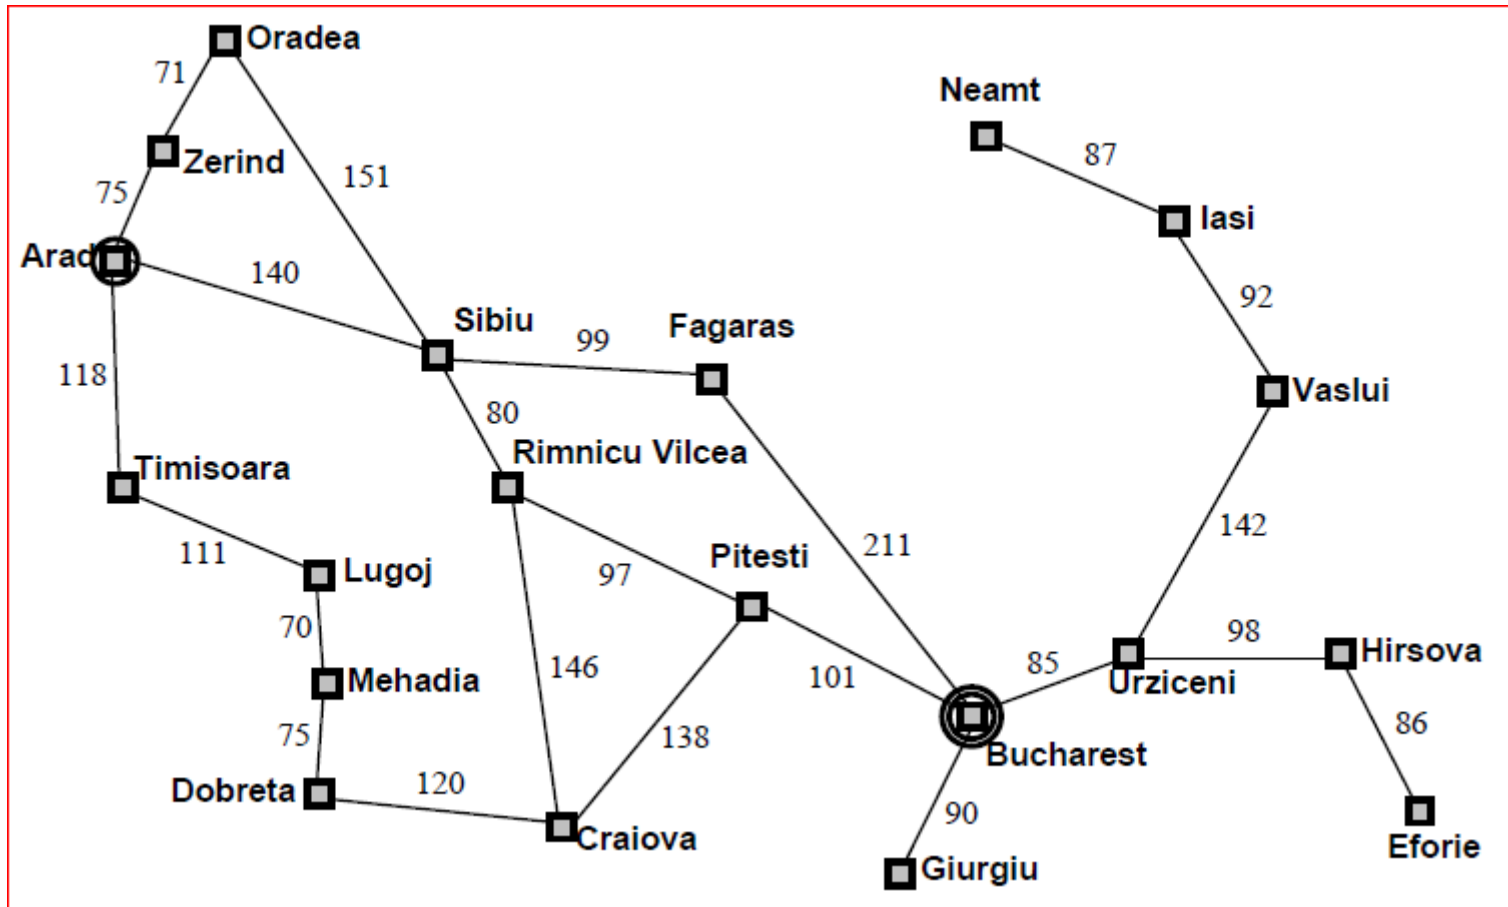 Oradea
71
Neamt
87
Zerind
151
75
Iasi
Arad
140
92
Sibiu
Fagaras
99
118
Vaslui
80
Rimnicu Vilcea
Timisoara
142
211
111
Pitesti
97
Lugoj
70
98
Hirsova
146
101
85
Urziceni
Mehadia
86
75
138
Bucharest
120
Dobreta
90
Craiova
Eforie
Giurgiu